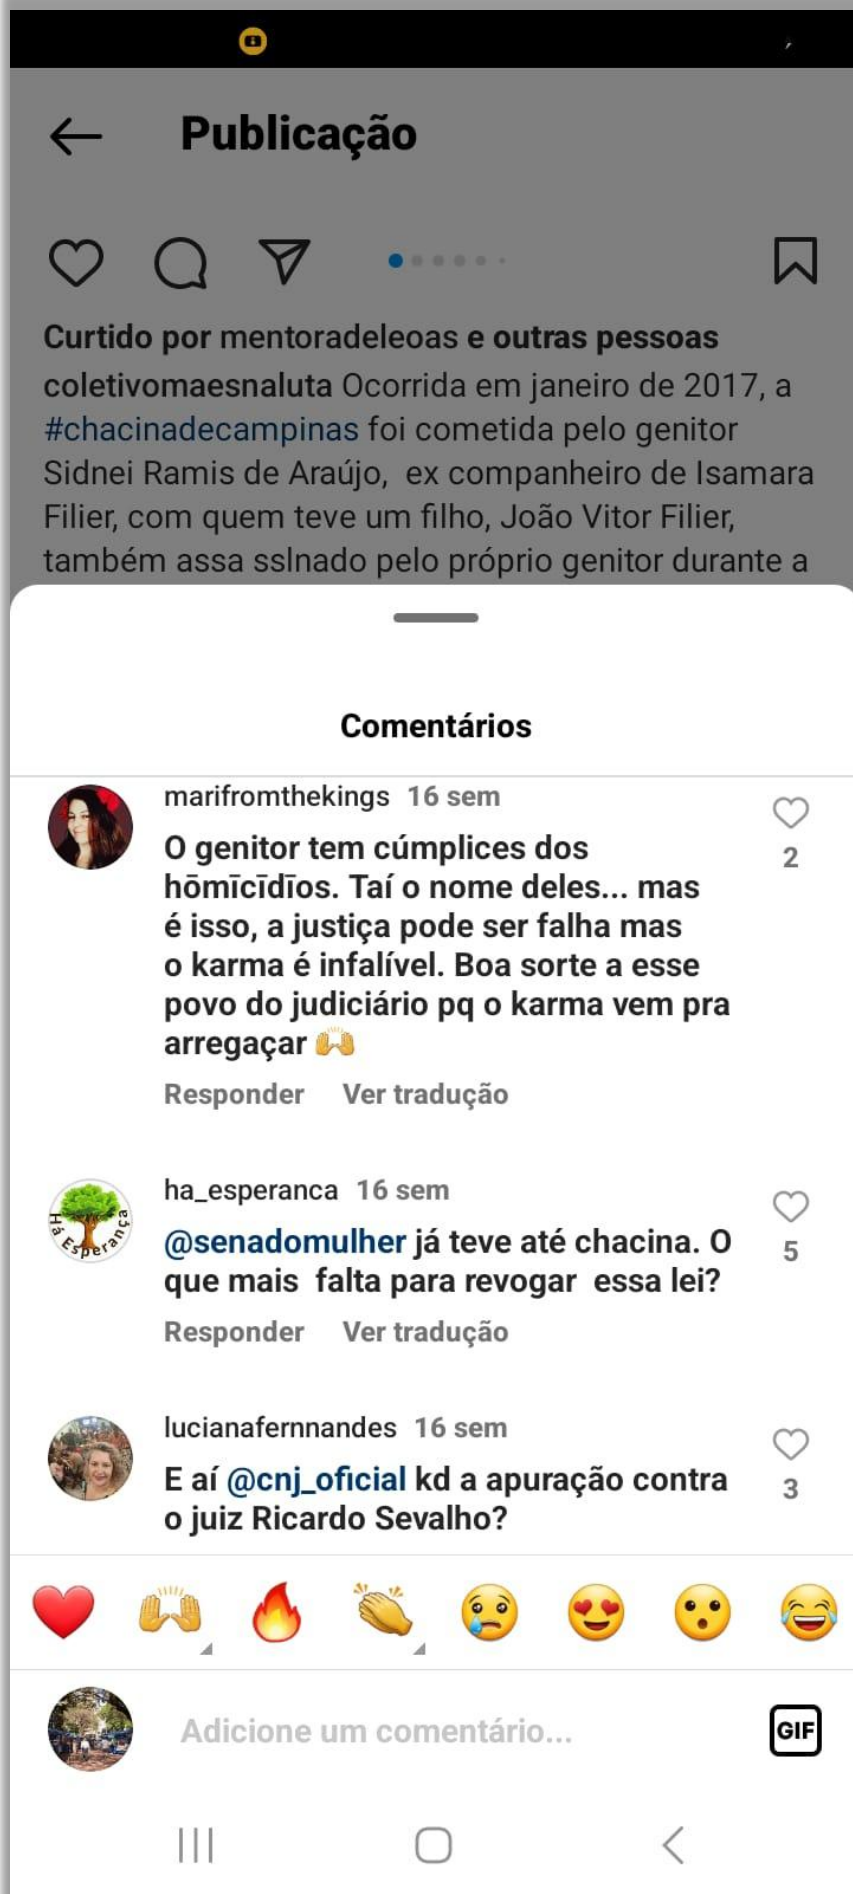 Publicação
Curtido por mentoradeleoas e outras pessoas
coletivomaesnaluta Ocorrida em janeiro de 2017, a
#chacinadecampinas foi cometida pelo genitor
Sidnei Ramis de Araújo, ex companheiro de Isamara
Filier, com quem teve um filho, João Vitor Filier,
também assa sslnado pelo próprio genitor durante a
Comentários
marifromthekings 16 sem
O genitor tem cúmplices dos
hōmīcīdīos. Taí o nome deles... mas
é isso, a justiça pode ser falha mas
o karma é infalível. Boa sorte a esse
povo do judiciário pq o karma vem pra
arregaçar 🙌
2
Responder Ver tradução
Há Esperança
ha_esperanca 16 sem
@senadomulher já teve até chacina. O
que mais falta para revogar essa lei?
5
Responder Ver tradução
lucianafernnandes 16 sem
E aí @cnj_oficial kd a apuração contra
o juiz Ricardo Sevalho?
3
Adicione um comentário...
GIF